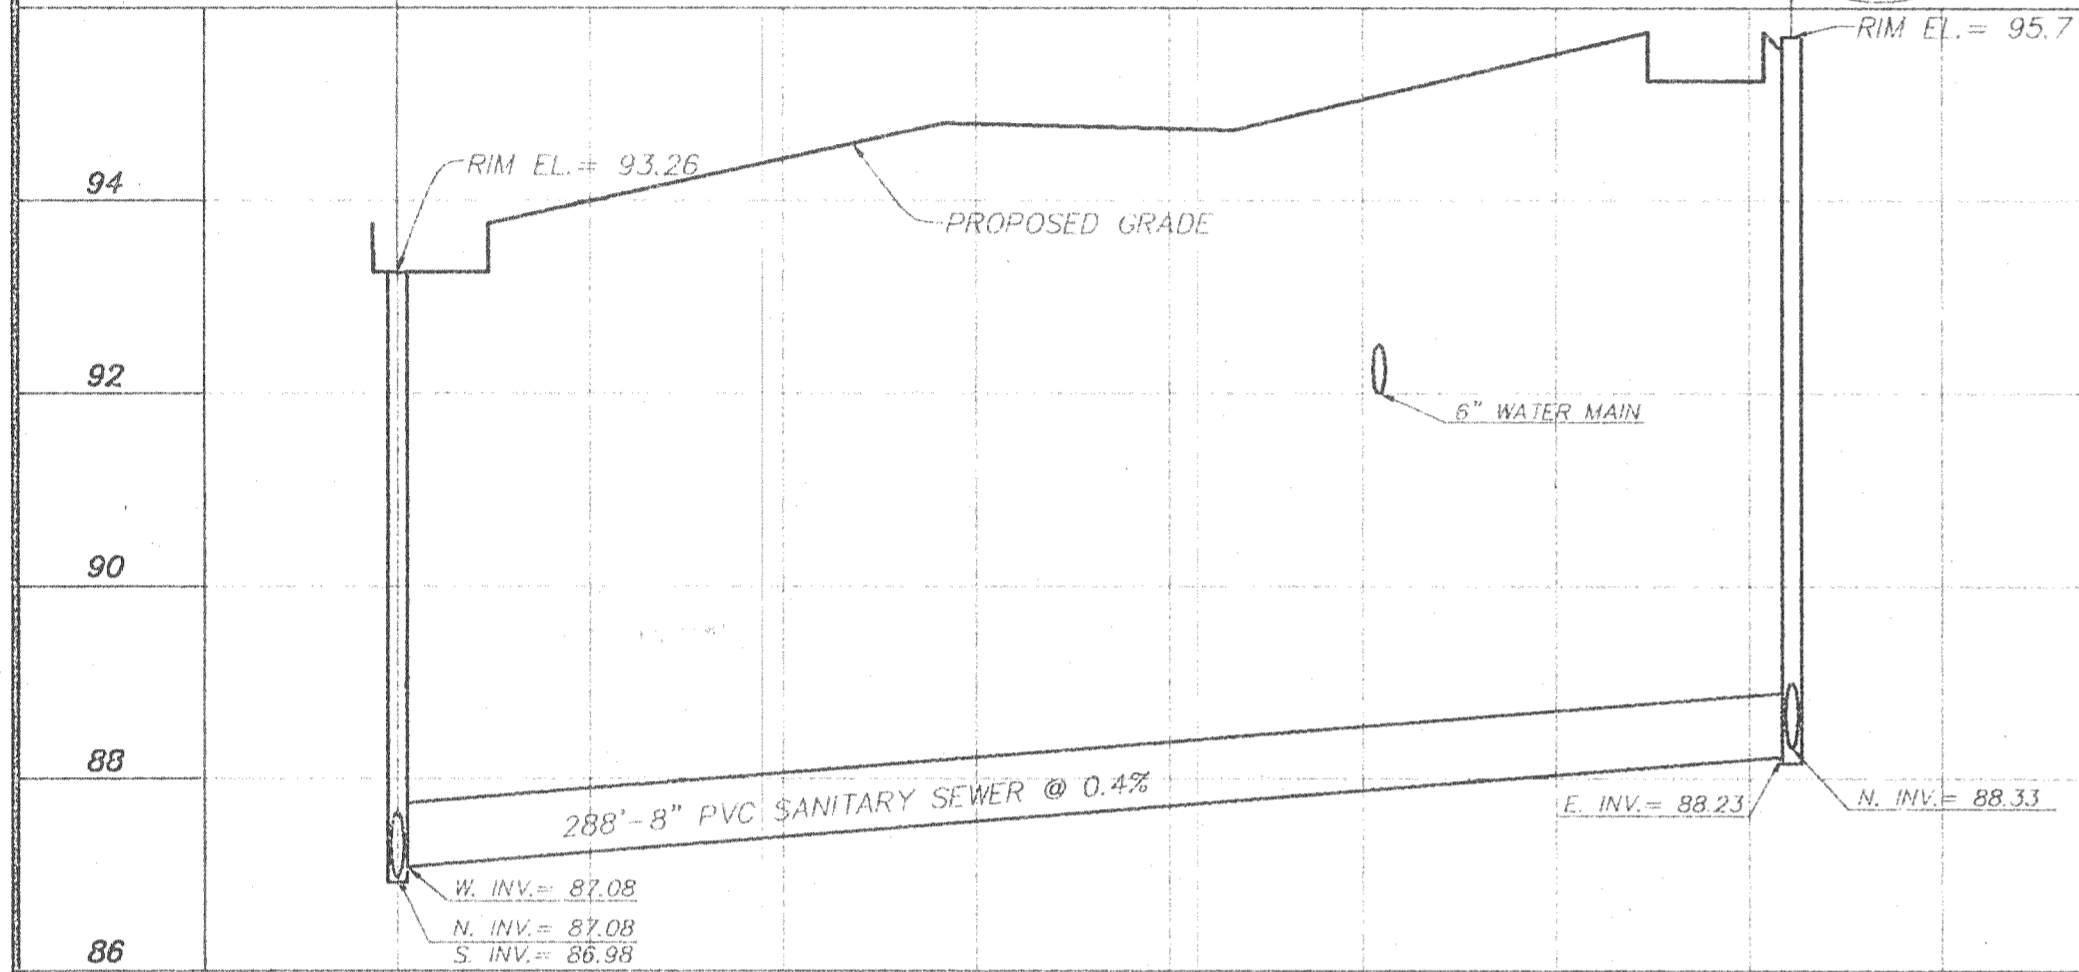 RIM EL.= 95.7
RIM EL.= 93.26
94
PROPOSED GRADE
92
6" WATER MAIN
90
88
288'-8" PVC SANITARY SEWER @ 0.4%
E. INV.= 88.23
N. INV.= 88.33
W. INV.= 87.08
N. INV.= 87.08
S. INV.= 86.98
86